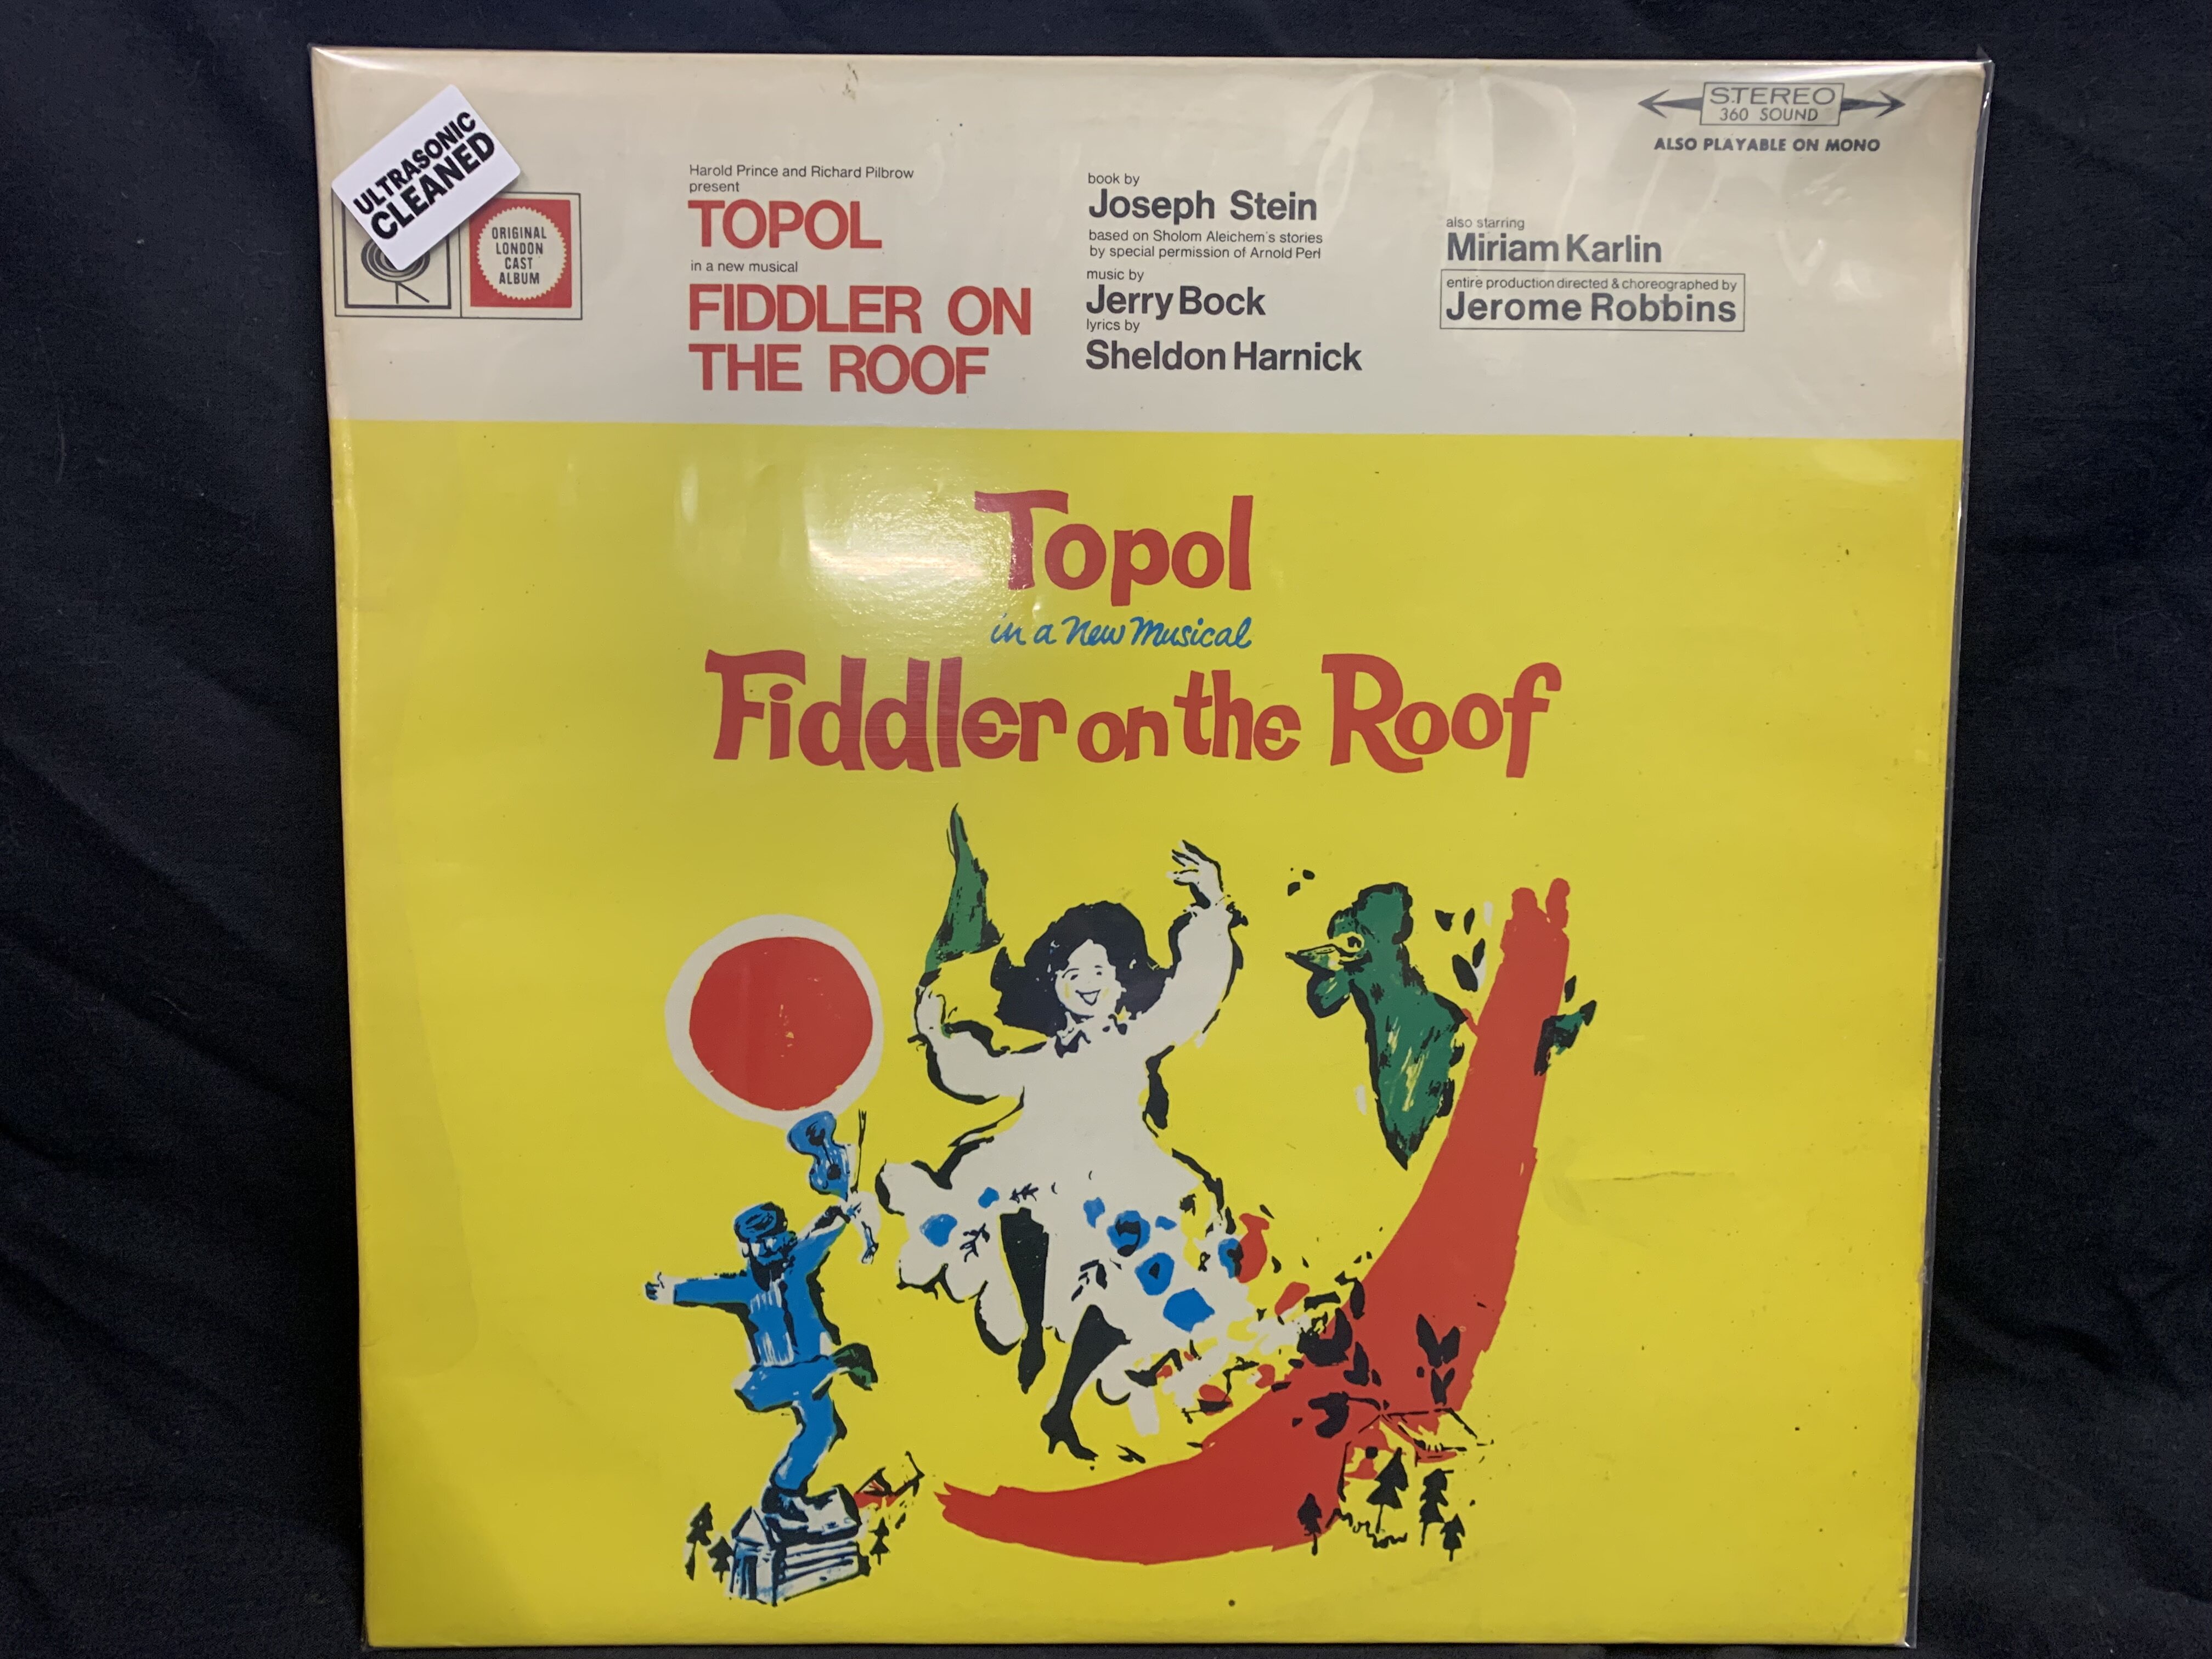 ULTRASONIC
CLEANED
ORIGINAL
LONDON
CAST
ALBUM
Harold Prince and Richard Pilbrow
present
TOPOL
in a new musical
FIDDLER ON
THE ROOF
book by
Joseph Stein
based on Sholom Aleichem's stories
by special permission of Arnold Perl
music by
Jerry Bock
lyrics by
Sheldon Harnick
also starring
Miriam Karlin
entire production directed & choreographed by
Jerome Robbins
STEREO
360 SOUND
ALSO PLAYABLE ON MONO
Topol
in a New Musical
Fiddler on the Roof